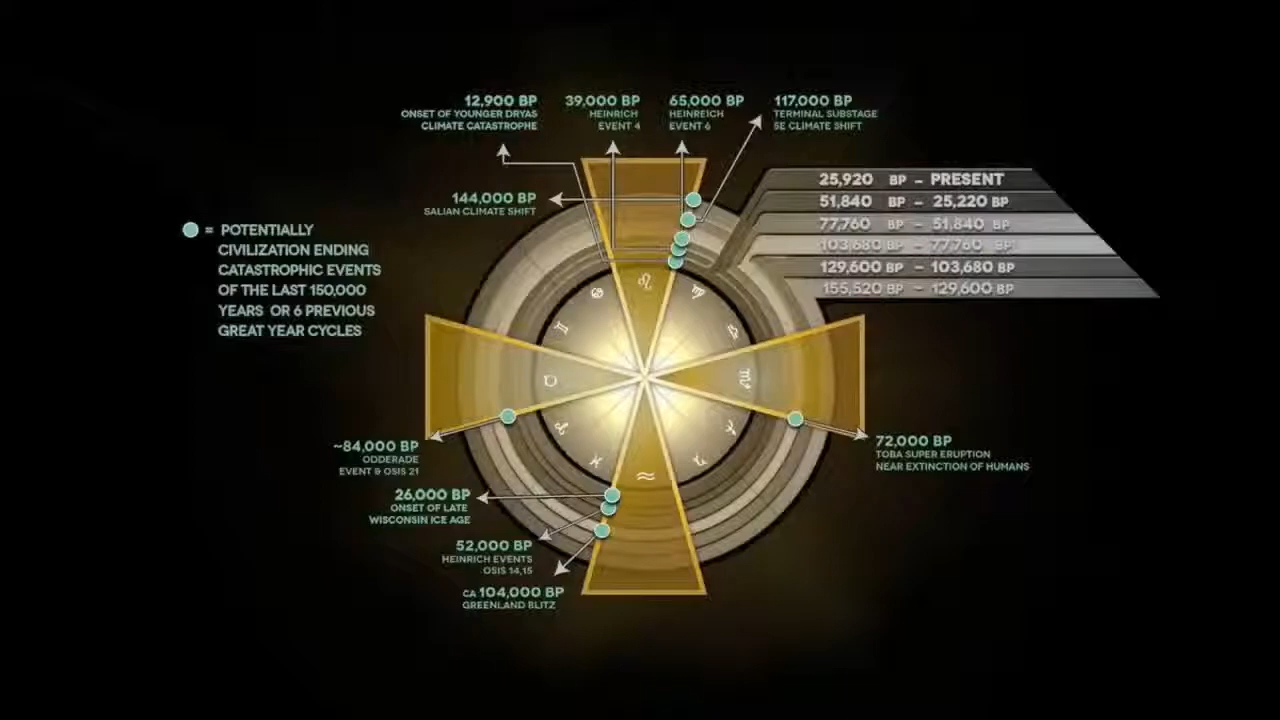 12,900 BP
ONSET OF YOUNGER DRYAS
CLIMATE CATASTROPHE
39,000 BP
HEINRICH
EVENT 4
65,000 BP
HEINREICH
EVENT 6
117,000 BP
TERMINAL SUBSTAGE
5E CLIMATE SHIFT
144,000 BP
SALIAN CLIMATE SHIFT
25,920 BP – PRESENT
51,840 BP – 25,220 BP
77,760 BP – 51,840 BP
103,680 BP – 77,760 BP
129,600 BP – 103,680 BP
155,520 BP – 129,600 BP
= POTENTIALLY
CIVILIZATION ENDING
CATASTROPHIC EVENTS
OF THE LAST 150,000
YEARS OR 6 PREVIOUS
GREAT YEAR CYCLES
♌
♋
♍
♊
♎
♉
♏
♈
♐
♓
♑
♒
~84,000 BP
ODDERADE
EVENT & OSIS 21
72,000 BP
TOBA SUPER ERUPTION
NEAR EXTINCTION OF HUMANS
26,000 BP
ONSET OF LATE
WISCONSIN ICE AGE
52,000 BP
HEINRICH EVENTS
OSIS 14,15
CA 104,000 BP
GREENLAND BLITZ